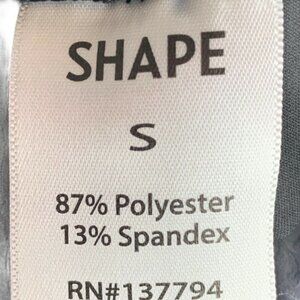 SHAPE
S
87% Polyester
13% Spandex
RN#137794